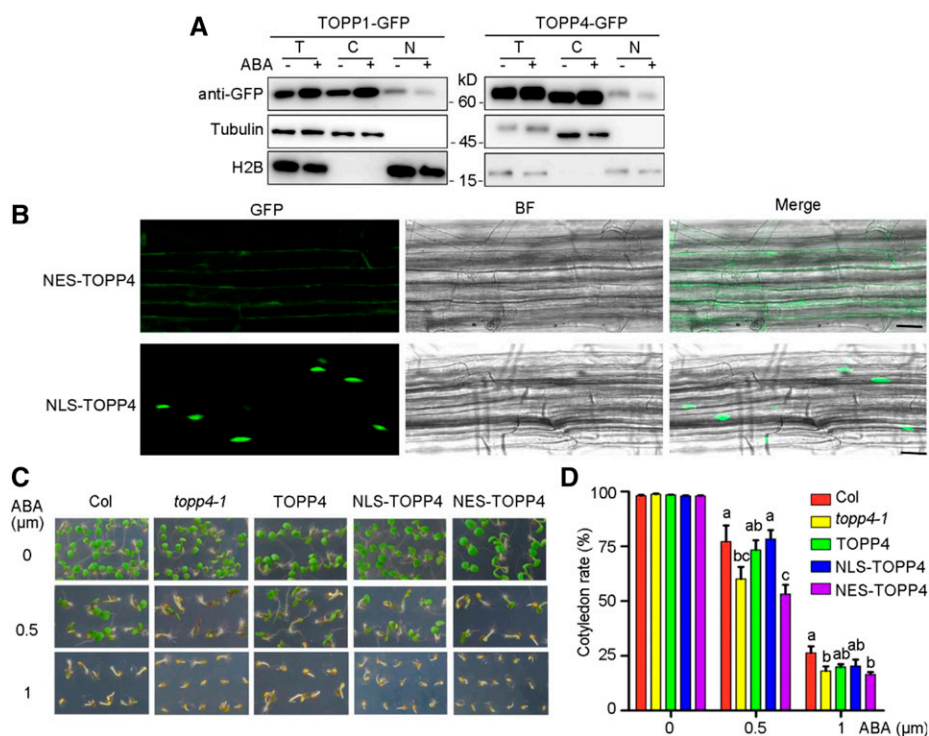 A
TOPP1-GFP TOPP4-GFP
T C N T C N
ABA - + - + - + kD - + - + - +
anti-GFP - 60 -
Tubulin - 45 -
H2B - 15 -
B
GFP BF Merge
NES-TOPP4
NLS-TOPP4
C
ABA (µm) Col topp4-1 TOPP4 NLS-TOPP4 NES-TOPP4
0
0.5
1
D
Cotyledon rate (%)
100
75
50
25
0
a bc ab a c
a b ab ab b
Col
topp4-1
TOPP4
NLS-TOPP4
NES-TOPP4
0 0.5 1 ABA (µm)